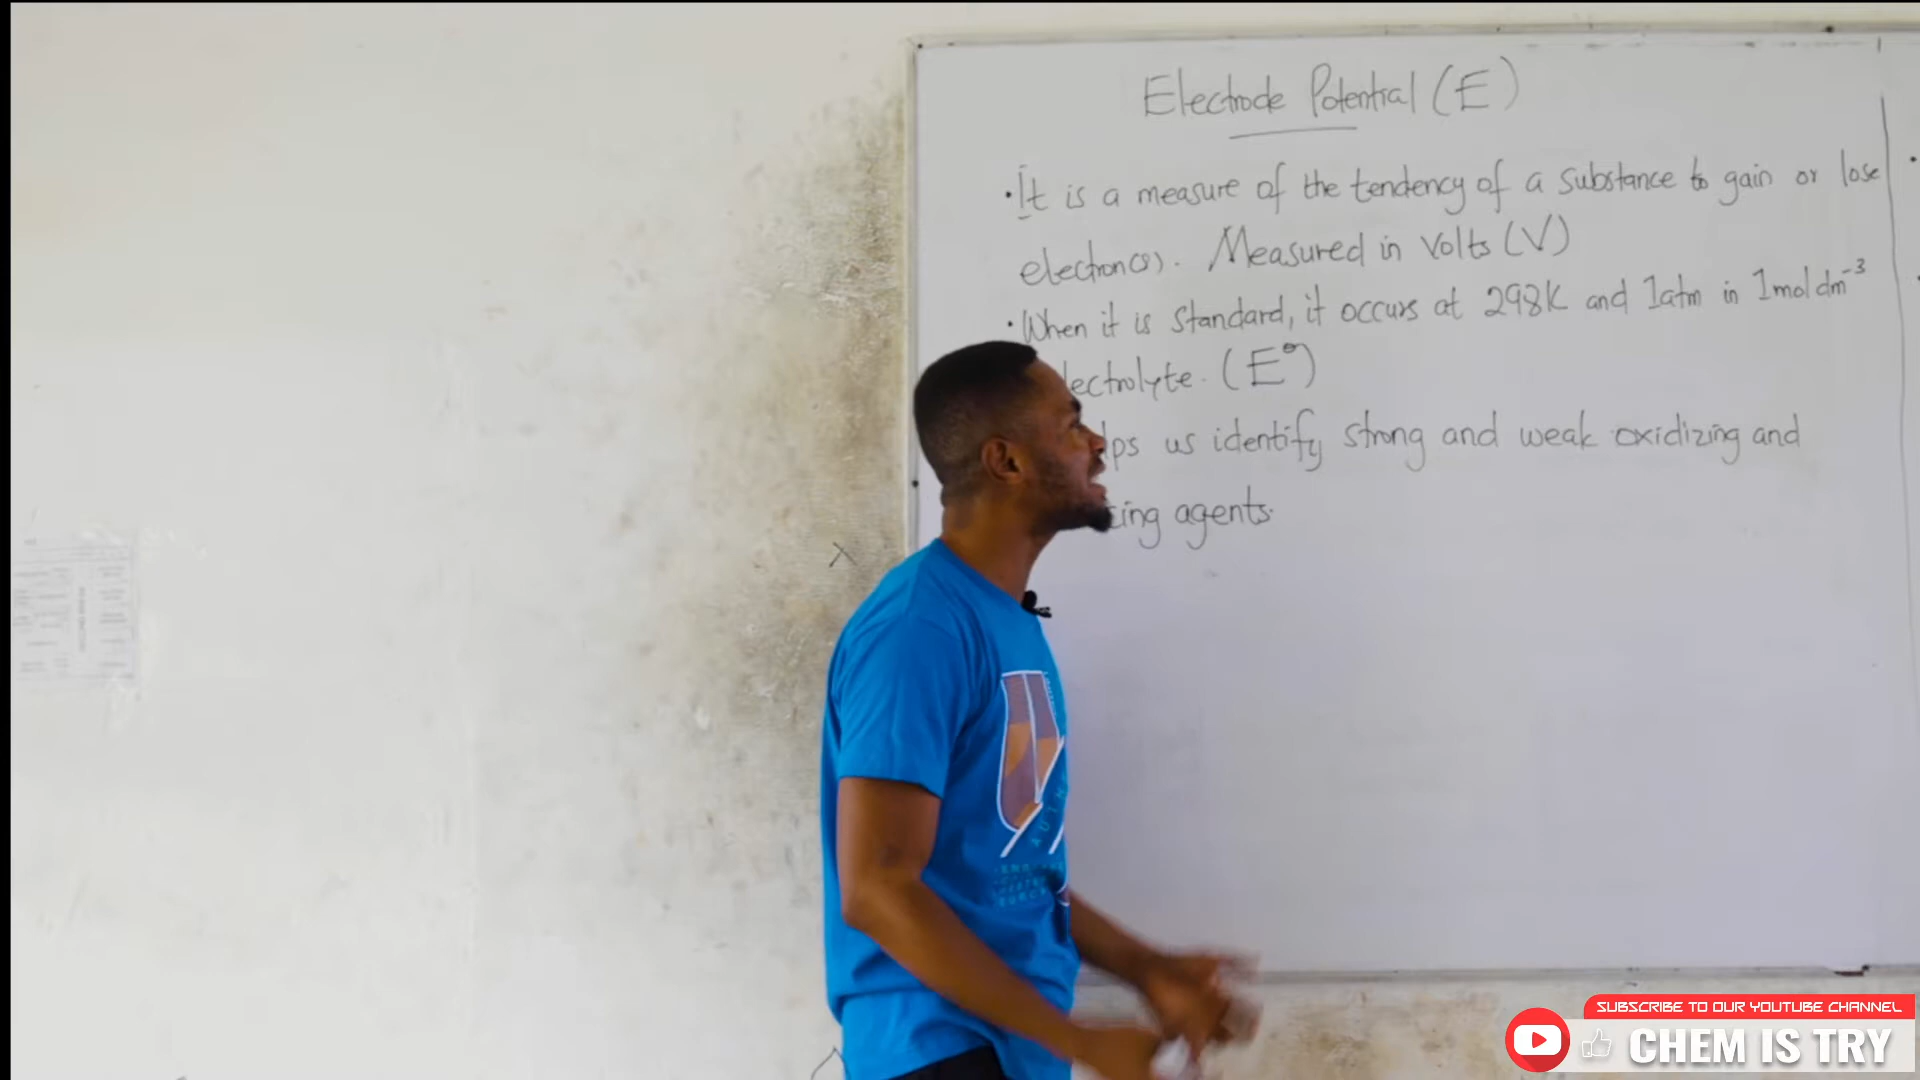 Electrode Potential (E)
• It is a measure of the tendency of a substance to gain or lose
electron(s). Measured in Volts (V)
• When it is standard, it occurs at 298K and 1atm in 1mol dm⁻³
lectrolyte. (E°)
lps us identify strong and weak oxidizing and
cing agents.
SUBSCRIBE TO OUR YOUTUBE CHANNEL
CHEM IS TRY